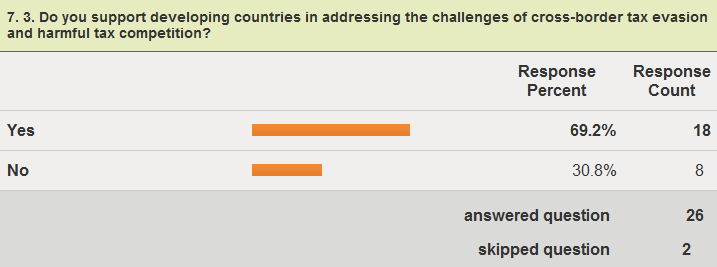 7. 3. Do you support developing countries in addressing the challenges of cross-border tax evasion
and harmful tax competition?
Response Percent Response Count
Yes 69.2% 18
No 30.8% 8
answered question 26
skipped question 2